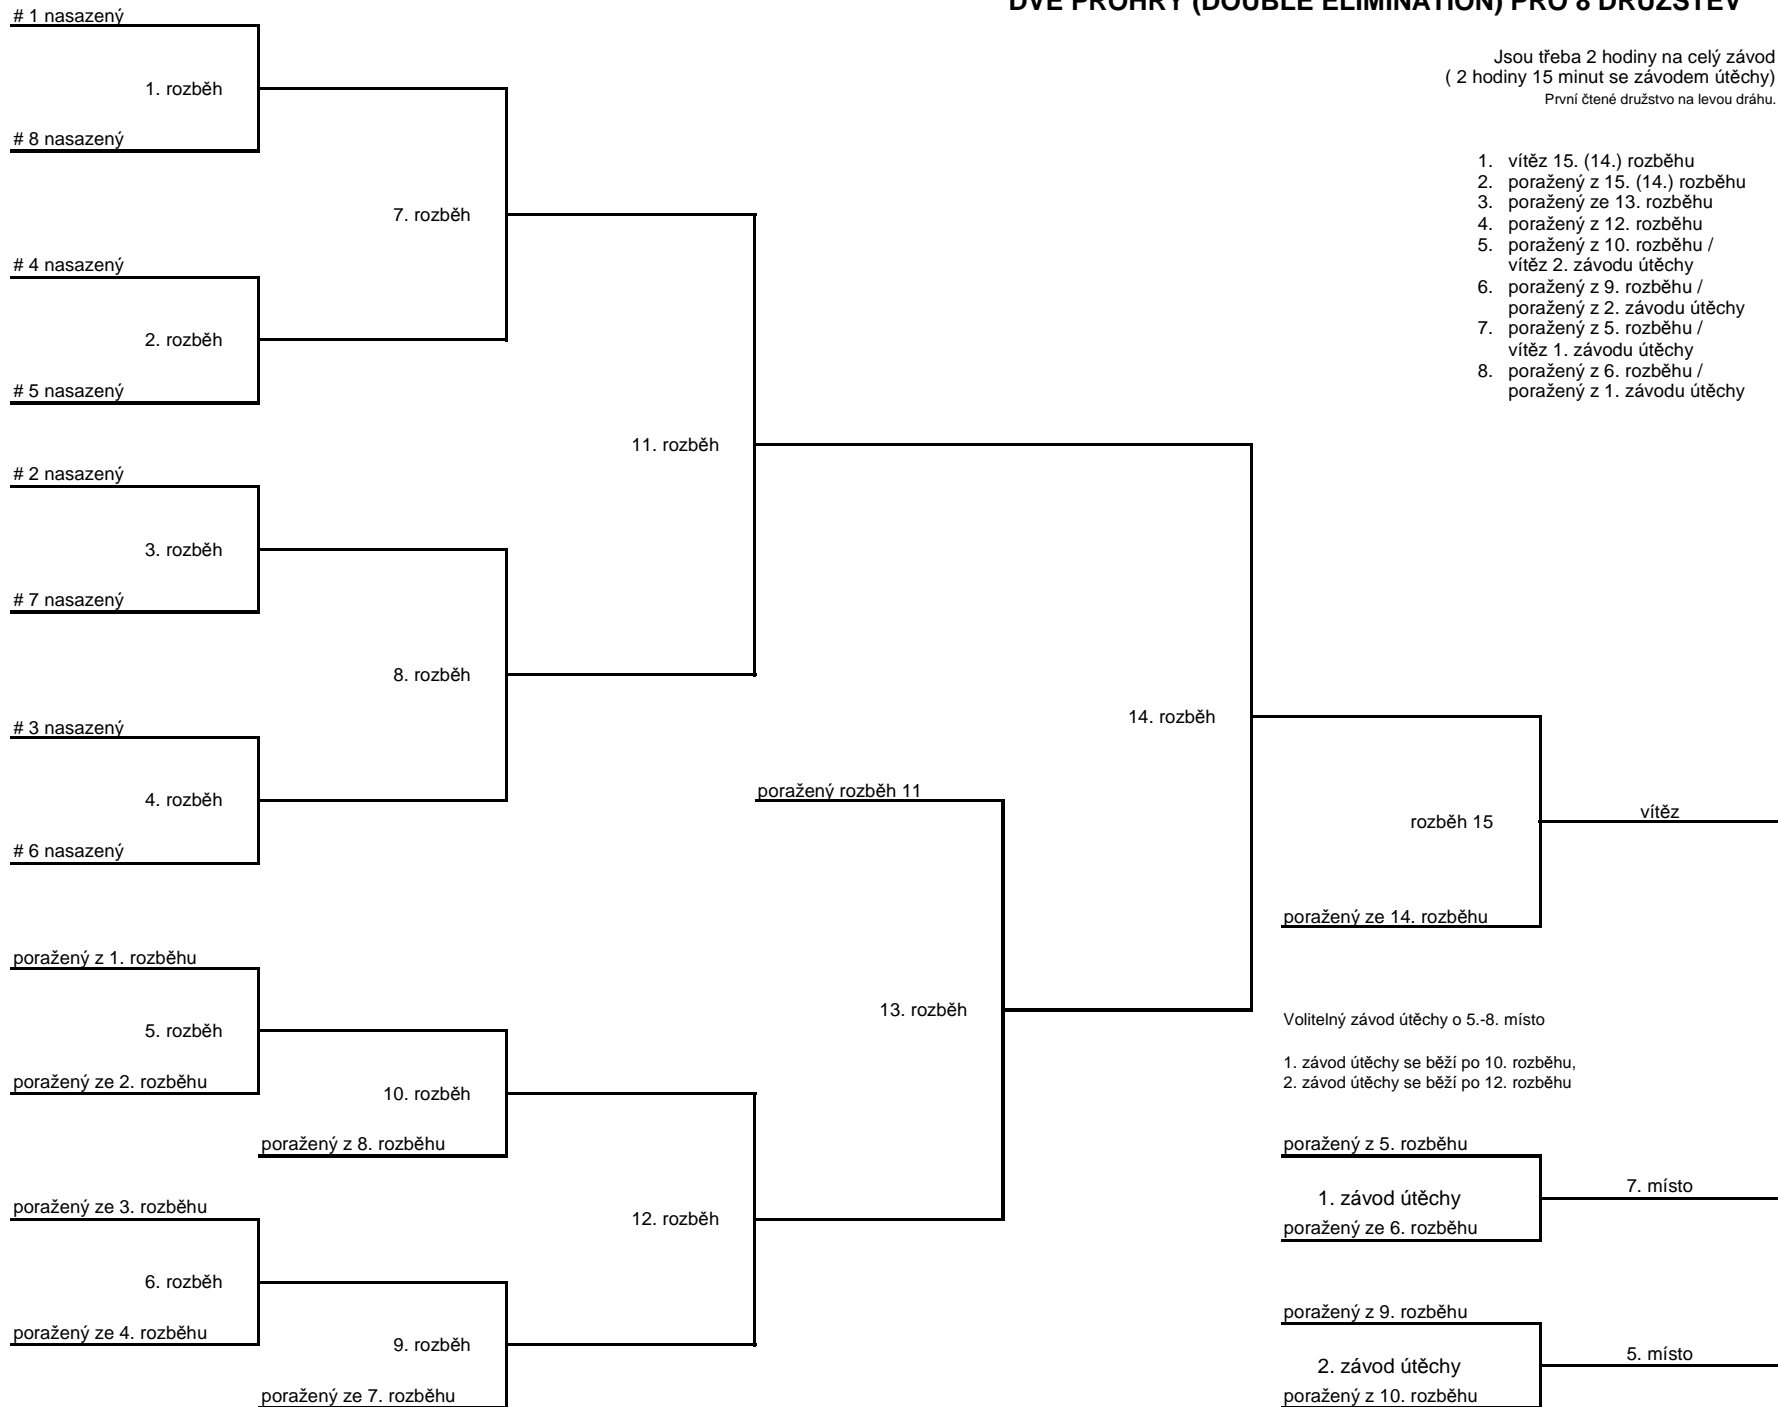 DVĚ PROHRY (DOUBLE ELIMINATION) PRO 8 DRUŽSTEV
Jsou třeba 2 hodiny na celý závod
( 2 hodiny 15 minut se závodem útěchy)
První čtené družstvo na levou dráhu.
1. vítěz 15. (14.) rozběhu
2. poražený z 15. (14.) rozběhu
3. poražený ze 13. rozběhu
4. poražený z 12. rozběhu
5. poražený z 10. rozběhu /
vítěz 2. závodu útěchy
6. poražený z 9. rozběhu /
poražený z 2. závodu útěchy
7. poražený z 5. rozběhu /
vítěz 1. závodu útěchy
8. poražený z 6. rozběhu /
poražený z 1. závodu útěchy
# 1 nasazený
1. rozběh
# 8 nasazený
7. rozběh
# 4 nasazený
2. rozběh
# 5 nasazený
11. rozběh
# 2 nasazený
3. rozběh
# 7 nasazený
8. rozběh
# 3 nasazený
4. rozběh
# 6 nasazený
14. rozběh
poražený rozběh 11
rozběh 15
vítěz
poražený ze 14. rozběhu
poražený z 1. rozběhu
5. rozběh
poražený ze 2. rozběhu
10. rozběh
poražený z 8. rozběhu
13. rozběh
poražený ze 3. rozběhu
12. rozběh
6. rozběh
poražený ze 4. rozběhu
9. rozběh
poražený ze 7. rozběhu
Volitelný závod útěchy o 5.-8. místo
1. závod útěchy se běží po 10. rozběhu,
2. závod útěchy se běží po 12. rozběhu
poražený z 5. rozběhu
1. závod útěchy
7. místo
poražený ze 6. rozběhu
poražený z 9. rozběhu
2. závod útěchy
5. místo
poražený z 10. rozběhu